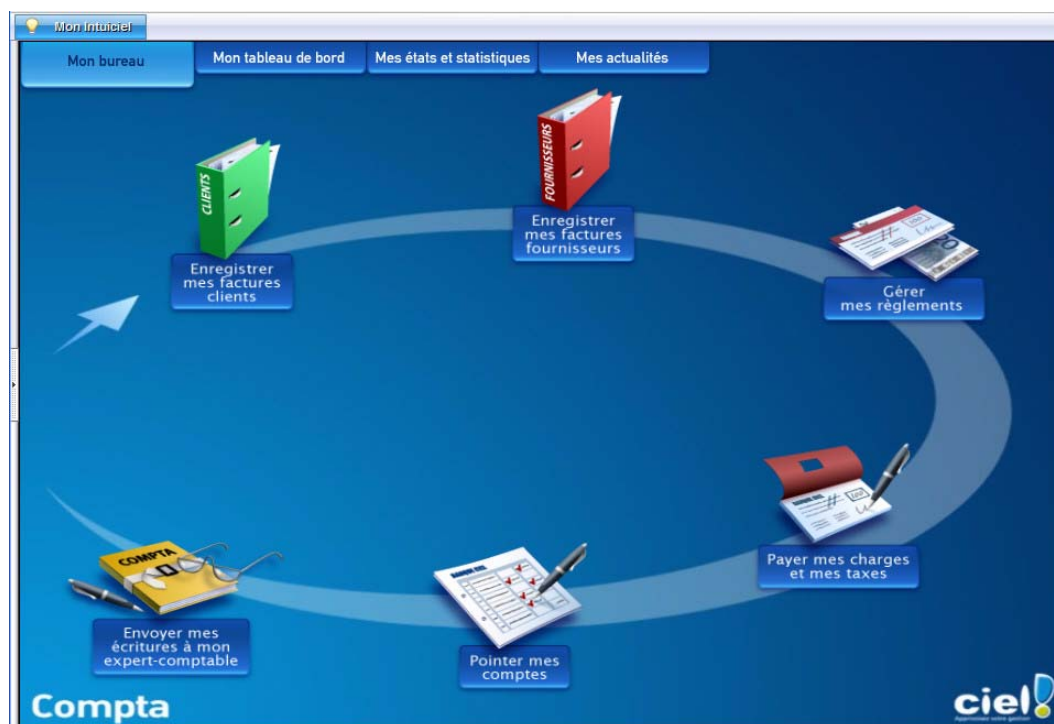 Mon Intuiciel
Mon bureau
Mon tableau de bord
Mes états et statistiques
Mes actualités
CLIENTS
FOURNISSEURS
Enregistrer
mes factures
clients
Enregistrer
mes factures
fournisseurs
Gérer
mes règlements
Payer mes charges
et mes taxes
COMPTA
Envoyer mes
écritures à mon
expert-comptable
Pointer mes
comptes
Compta
ciel!